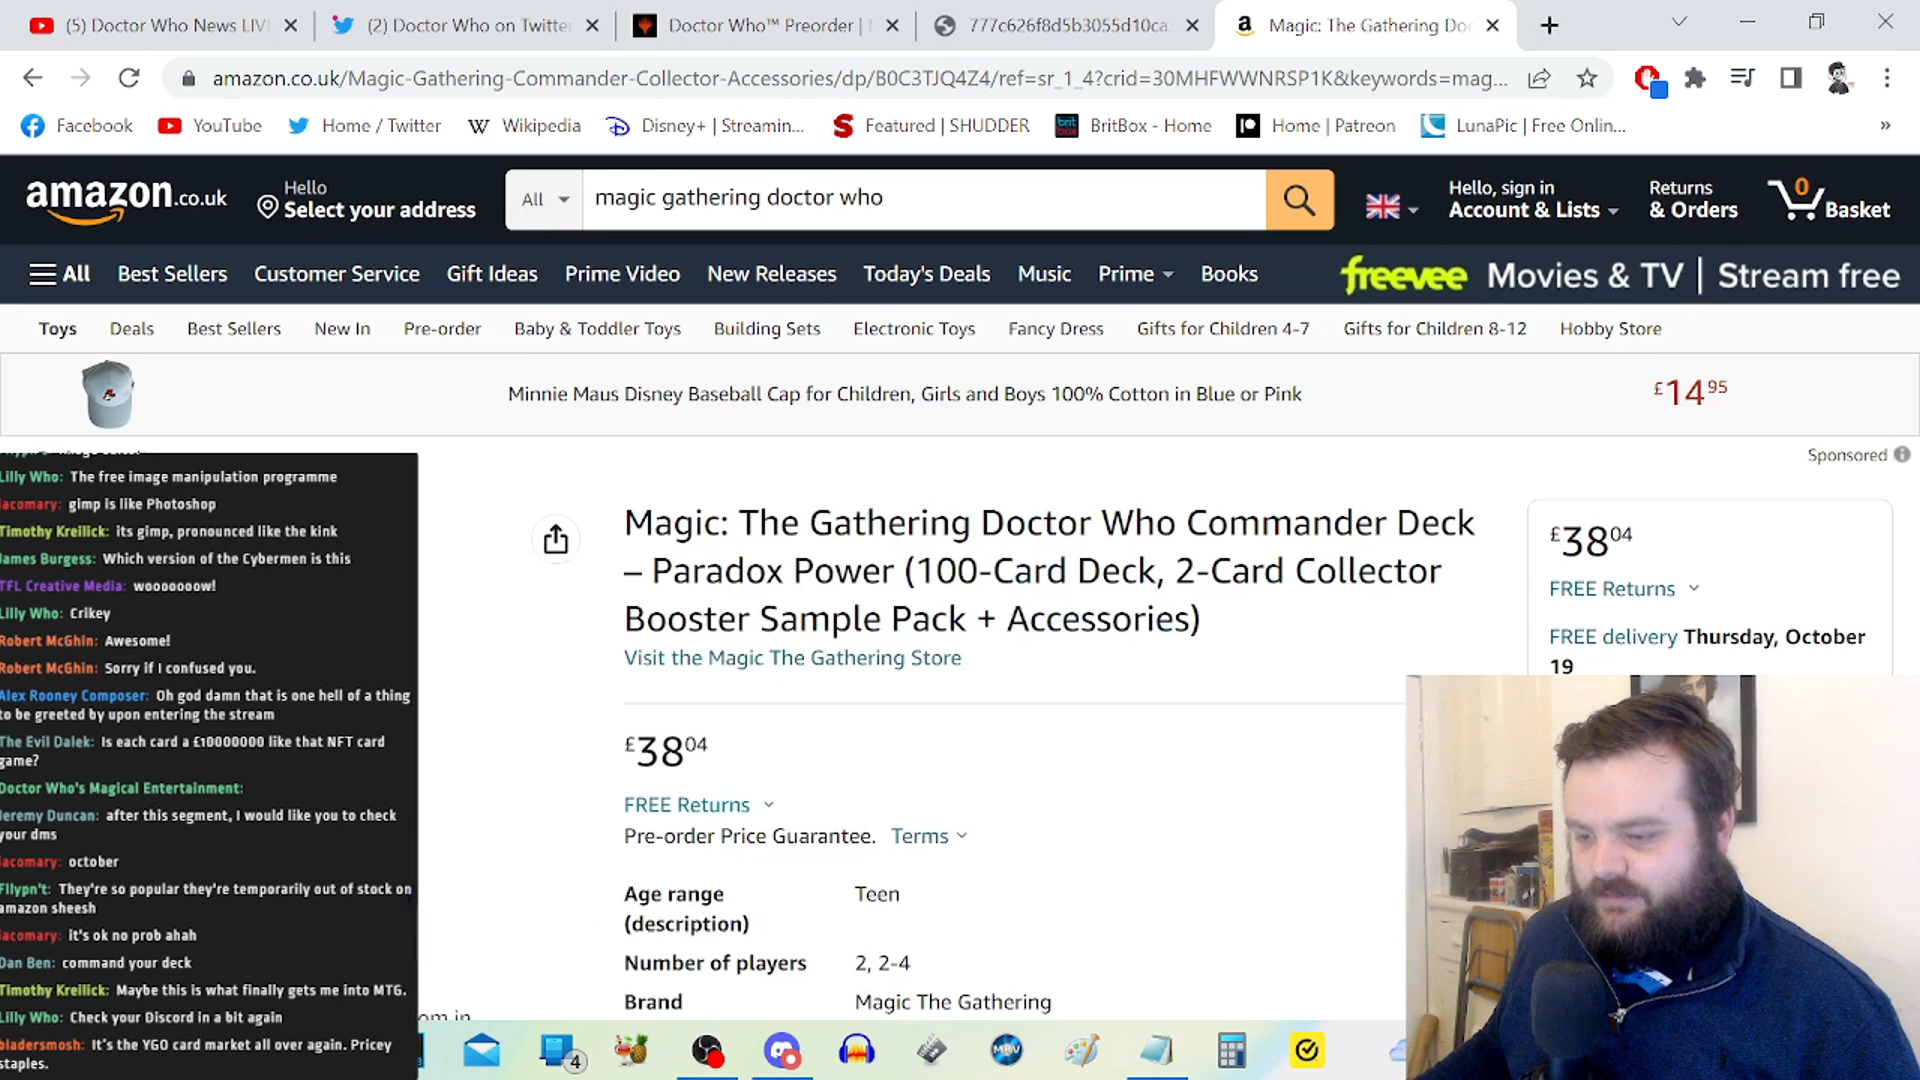 (5) Doctor Who News LIV
(2) Doctor Who on Twitter
Doctor Who™ Preorder |
777c626f8d5b3055d10ca
Magic: The Gathering Do
amazon.co.uk/Magic-Gathering-Commander-Collector-Accessories/dp/B0C3TJQ4Z4/ref=sr_1_4?crid=30MHFWWNRSP1K&keywords=mag...
Facebook
YouTube
Home / Twitter
Wikipedia
Disney+ | Streamin...
Featured | SHUDDER
BritBox - Home
Home | Patreon
LunaPic | Free Onlin...
»
amazon.co.uk
Hello
Select your address
All
magic gathering doctor who
Hello, sign in
Account & Lists
Returns
& Orders
0
Basket
All
Best Sellers
Customer Service
Gift Ideas
Prime Video
New Releases
Today's Deals
Music
Prime
Books
freevee Movies & TV | Stream free
Toys
Deals
Best Sellers
New In
Pre-order
Baby & Toddler Toys
Building Sets
Electronic Toys
Fancy Dress
Gifts for Children 4-7
Gifts for Children 8-12
Hobby Store
Minnie Maus Disney Baseball Cap for Children, Girls and Boys 100% Cotton in Blue or Pink
£14 95
Sponsored
Lilly Who: The free image manipulation programme
iacomary: gimp is like Photoshop
Timothy Kreilick: its gimp, pronounced like the kink
James Burgess: Which version of the Cybermen is this
TFL Creative Media: wooooooow!
Lilly Who: Crikey
Robert McGhin: Awesome!
Robert McGhin: Sorry if I confused you.
Alex Rooney Composer: Oh god damn that is one hell of a thing
to be greeted by upon entering the stream
The Evil Dalek: Is each card a £10000000 like that NFT card
game?
Doctor Who's Magical Entertainment:
Jeremy Duncan: after this segment, I would like you to check
your dms
iacomary: october
Fllypn't: They're so popular they're temporarily out of stock on
amazon sheesh
iacomary: it's ok no prob ahah
Dan Ben: command your deck
Timothy Kreilick: Maybe this is what finally gets me into MTG.
Lilly Who: Check your Discord in a bit again
bladersmosh: It's the YGO card market all over again. Pricey
staples.
Magic: The Gathering Doctor Who Commander Deck
– Paradox Power (100-Card Deck, 2-Card Collector
Booster Sample Pack + Accessories)
Visit the Magic The Gathering Store
£38 04
FREE Returns
Pre-order Price Guarantee. Terms
Age range
(description)
Teen
Number of players
2, 2-4
Brand
Magic The Gathering
£38 04
FREE Returns
FREE delivery Thursday, October
19
4
MBV